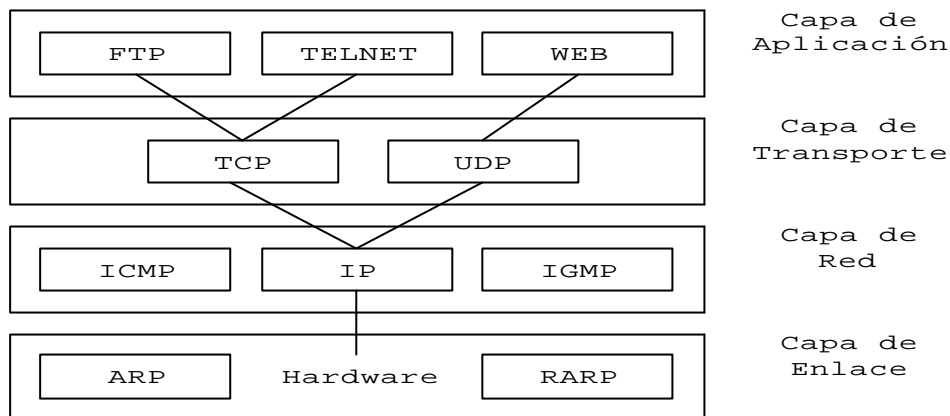 FTP
TELNET
WEB
Capa de
Aplicación
TCP
UDP
Capa de
Transporte
ICMP
IP
IGMP
Capa de
Red
ARP
Hardware
RARP
Capa de
Enlace